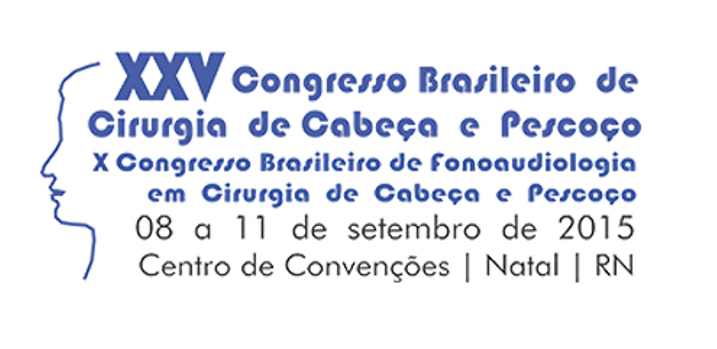 XXV Congresso Brasileiro de
Cirurgia de Cabeça e Pescoço
X Congresso Brasileiro de Fonoaudiologia
em Cirurgia de Cabeça e Pescoço
08 a 11 de setembro de 2015
Centro de Convenções | Natal | RN